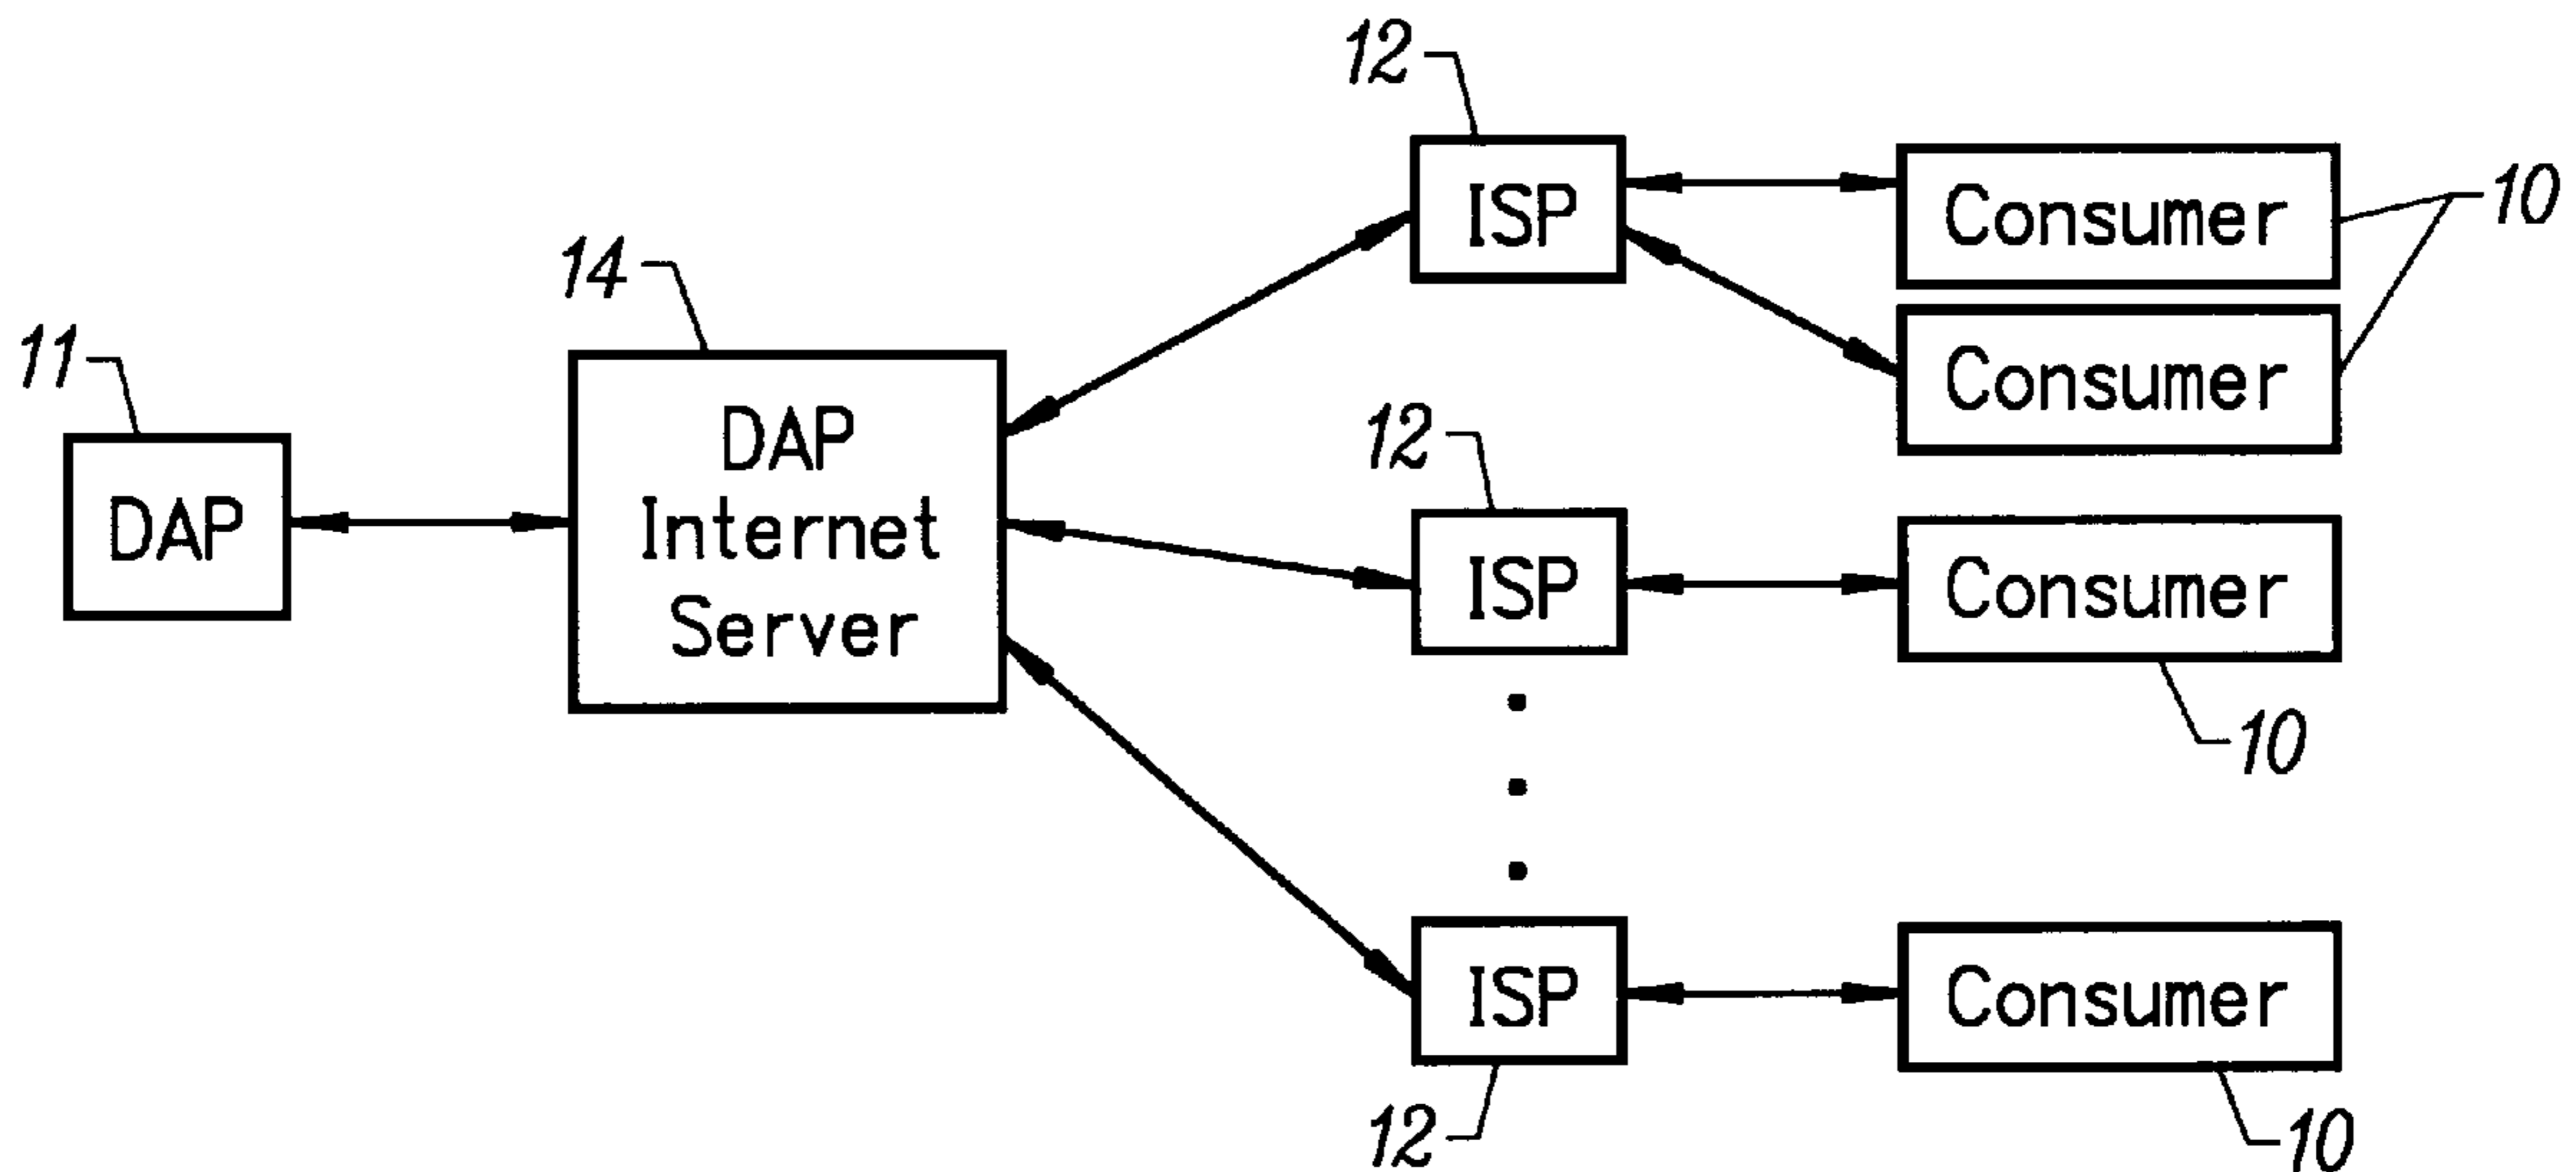 12
ISP
Consumer
10
Consumer
14
11
DAP
DAP
Internet
Server
12
ISP
Consumer
10
ISP
Consumer
12
10